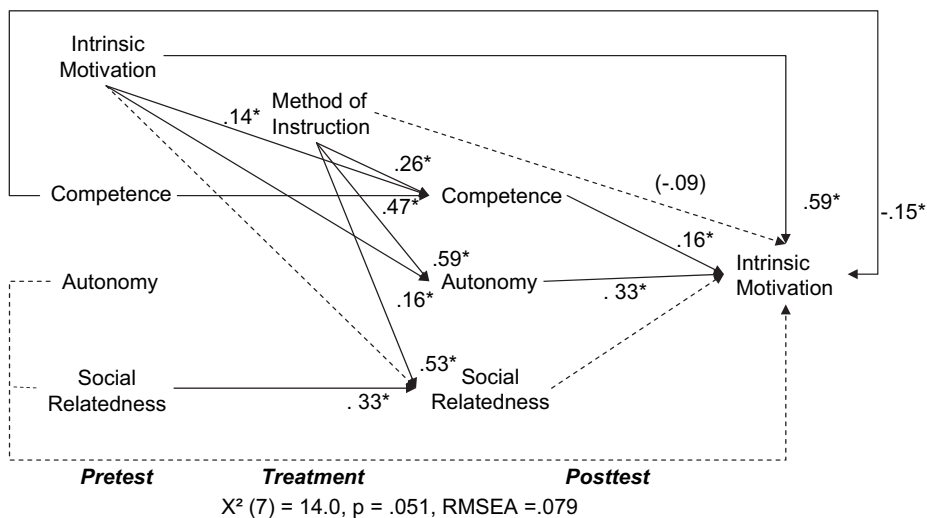 Intrinsic
Motivation
Method of
Instruction
.14*
.26*
Competence
.47*
Competence
(-.09)
.59*
-.15*
.16*
Autonomy
.59*
.16*
Autonomy
. 33*
Intrinsic
Motivation
Social
Relatedness
. 33*
.53*
Social
Relatedness
Pretest Treatment Posttest
X² (7) = 14.0, p = .051, RMSEA =.079